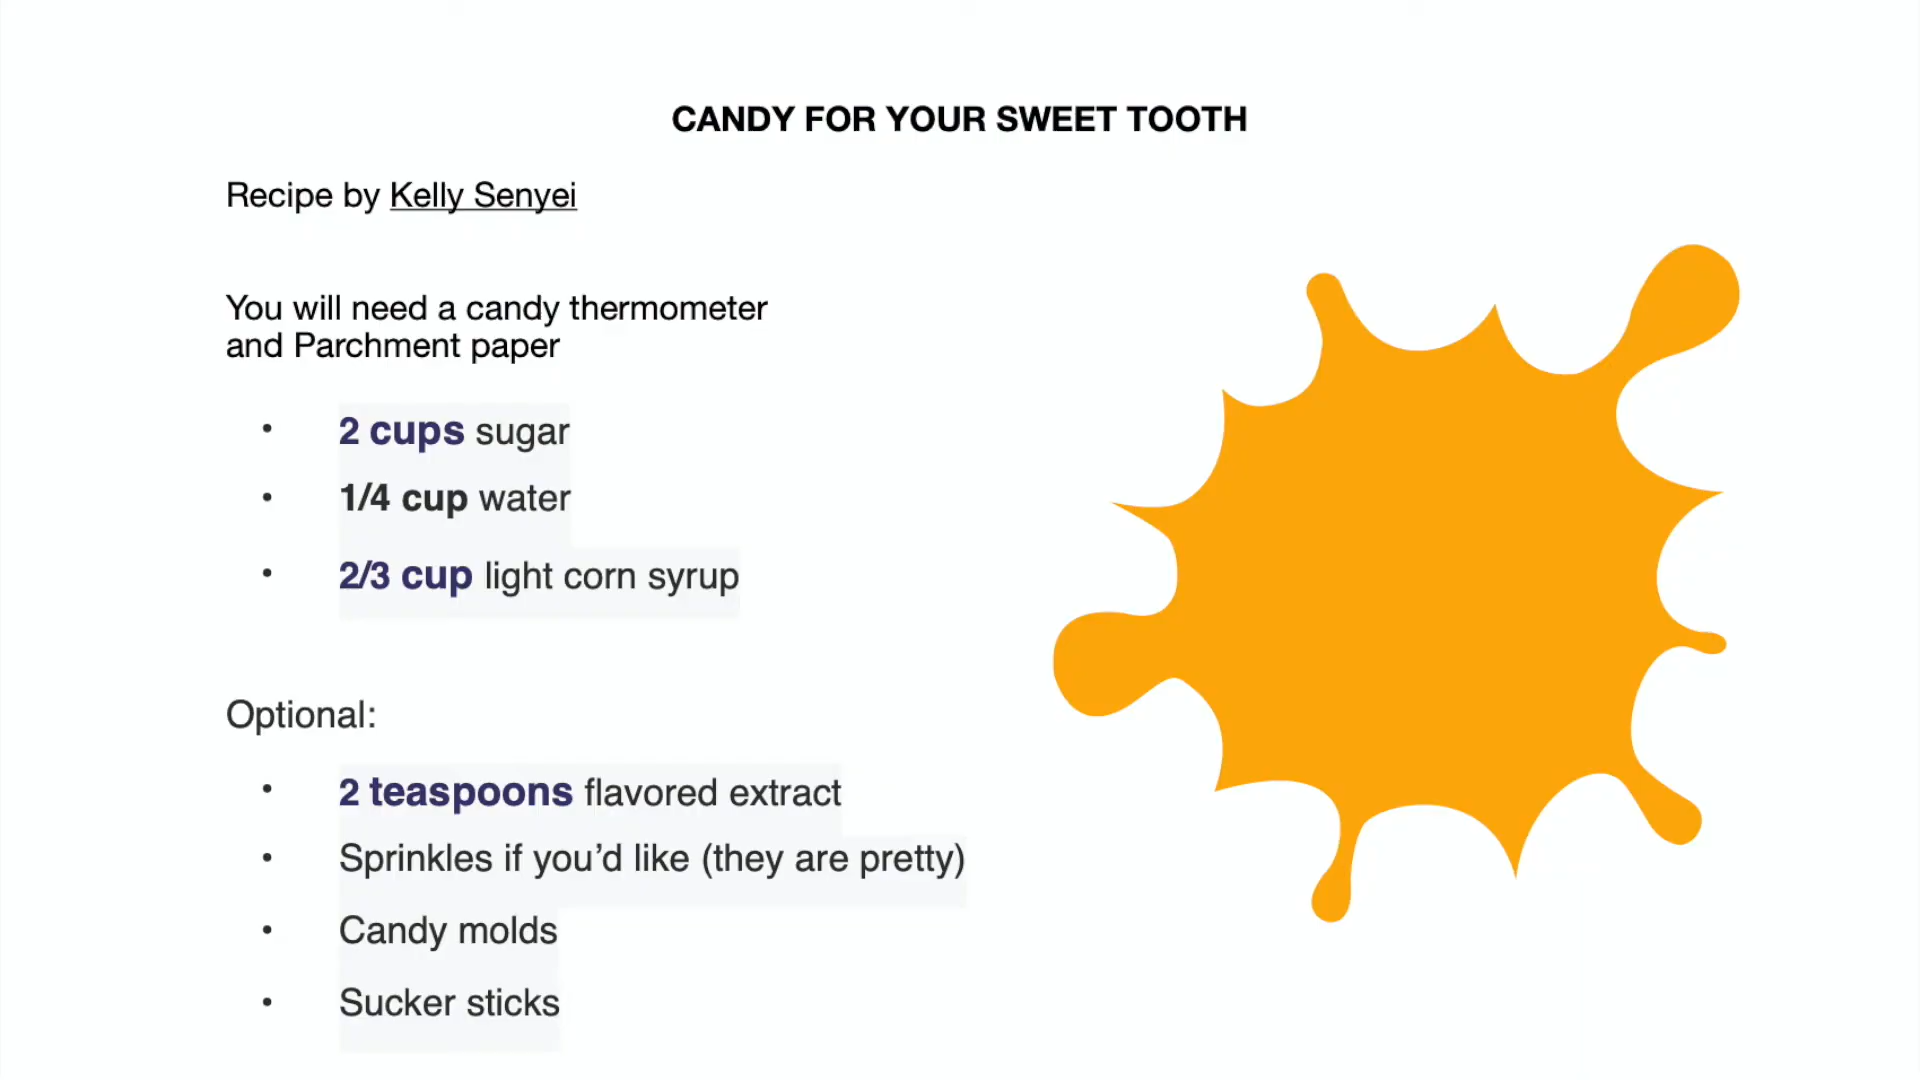 CANDY FOR YOUR SWEET TOOTH
Recipe by Kelly Senyei
You will need a candy thermometer
and Parchment paper
• 2 cups sugar
• 1/4 cup water
• 2/3 cup light corn syrup
Optional:
• 2 teaspoons flavored extract
• Sprinkles if you’d like (they are pretty)
• Candy molds
• Sucker sticks